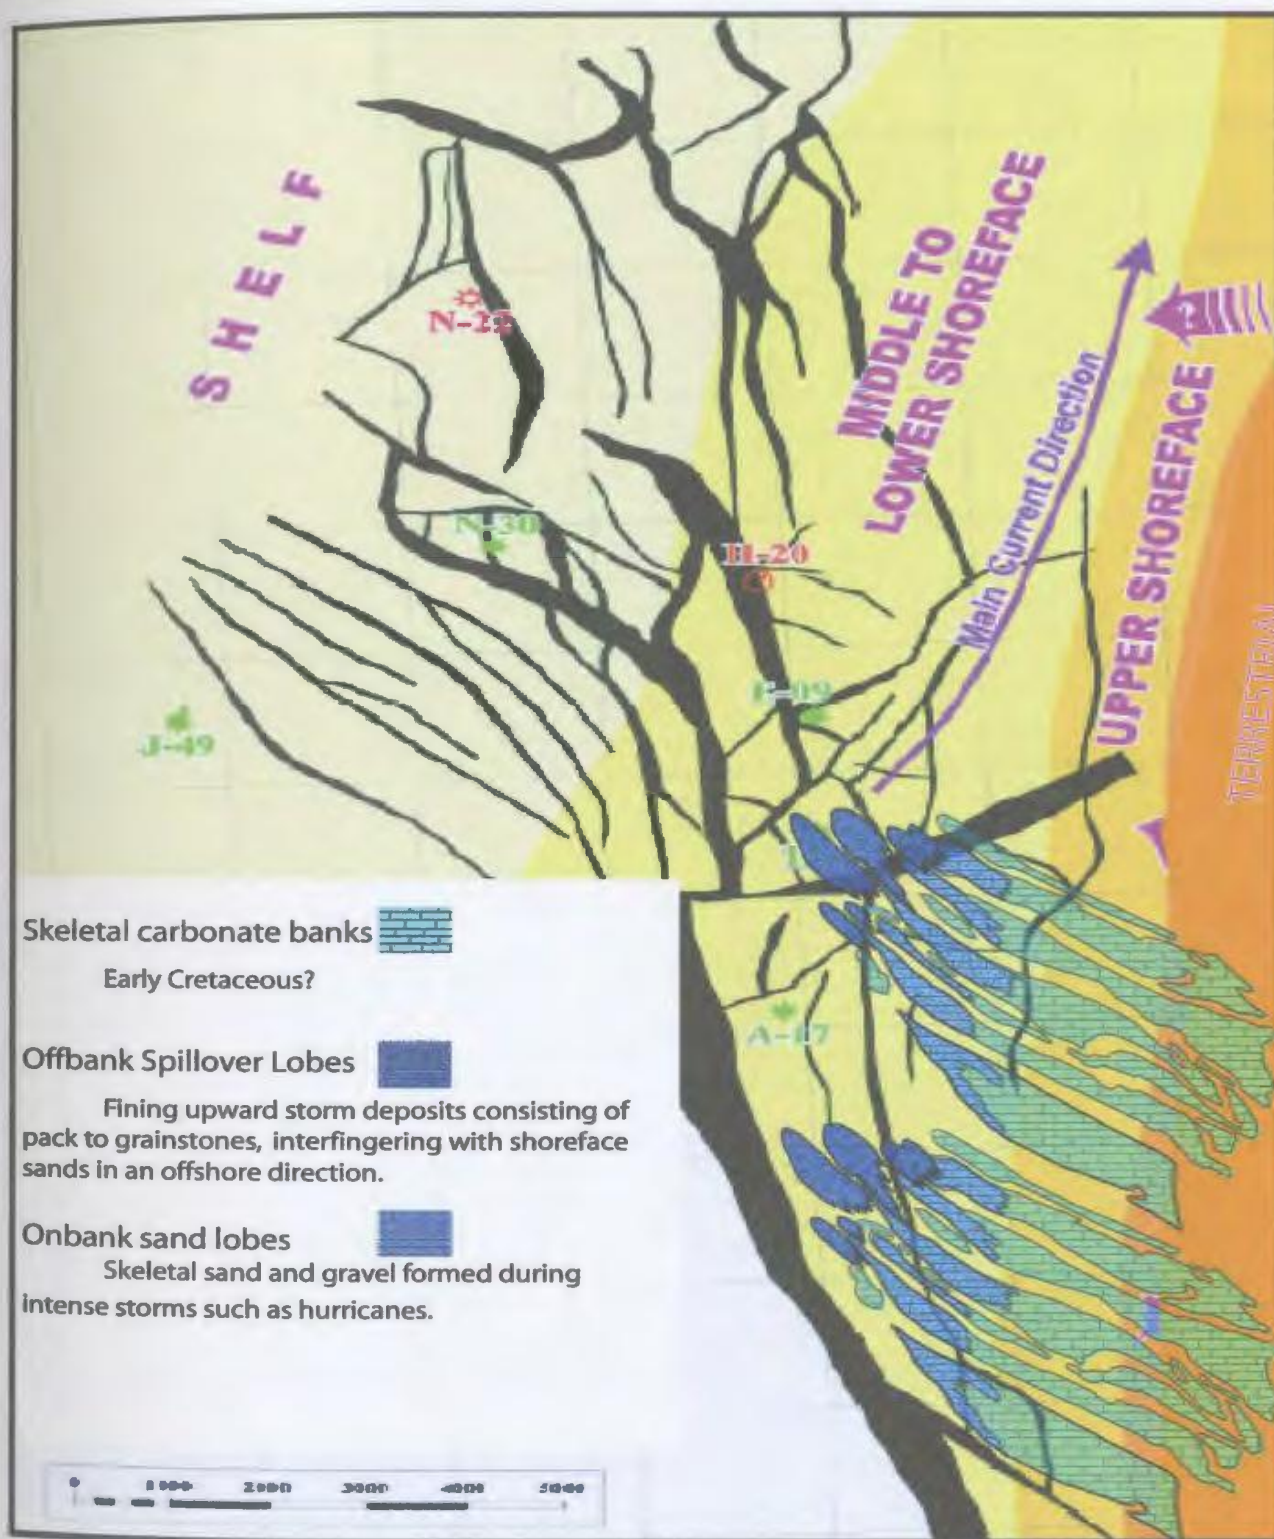 SHELF
MIDDLE TO
LOWER SHOREFACE
Main Current Direction
?
UPPER SHOREFACE
TERRESTRIAL
N-22
N-30
H-20
F-09
J-49
A-17
Skeletal carbonate banks
Early Cretaceous?
Offbank Spillover Lobes
Fining upward storm deposits consisting of
pack to grainstones, interfingering with shoreface
sands in an offshore direction.
Onbank sand lobes
Skeletal sand and gravel formed during
intense storms such as hurricanes.
0 1000 2000 3000 4000 5000